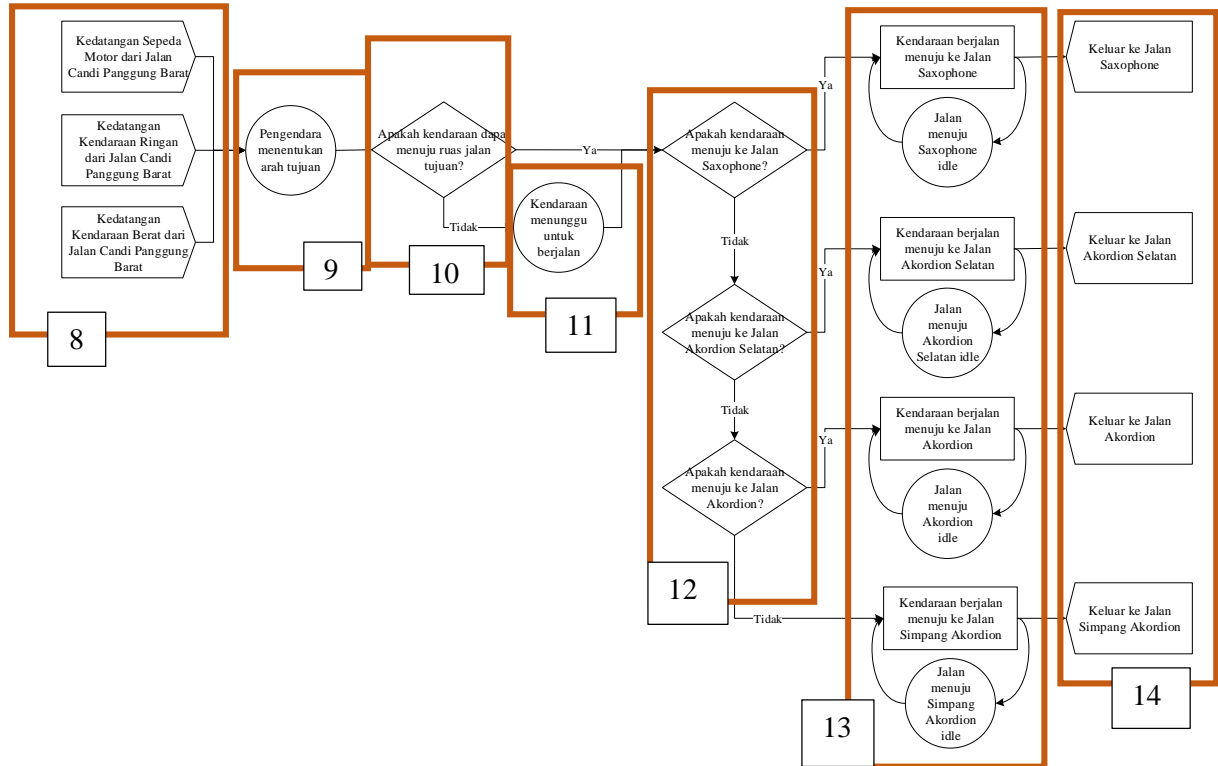 Kedatangan Sepeda
Motor dari Jalan
Candi Panggung Barat
Kedatangan
Kendaraan Ringan
dari Jalan Candi
Panggung Barat
Kedatangan
Kendaraan Berat dari
Jalan Candi Panggung
Barat
8
Pengendara
menentukan
arah tujuan
9
Apakah kendaraan dapa
menuju ruas jalan
tujuan?
Ya
Tidak
10
Kendaraan
menunggu
untuk
berjalan
11
Apakah kendaraan
menuju ke Jalan
Saxophone?
Ya
Tidak
Apakah kendaraan
menuju ke Jalan
Akordion Selatan?
Ya
Tidak
Apakah kendaraan
menuju ke Jalan
Akordion?
Ya
Tidak
12
Kendaraan berjalan
menuju ke Jalan
Saxophone
Jalan
menuju
Saxophone
idle
Kendaraan berjalan
menuju ke Jalan
Akordion Selatan
Jalan
menuju
Akordion
Selatan idle
Kendaraan berjalan
menuju ke Jalan
Akordion
Jalan
menuju
Akordion
idle
Kendaraan berjalan
menuju ke Jalan
Simpang Akordion
Jalan
menuju
Simpang
Akordion
idle
13
Keluar ke Jalan
Saxophone
Keluar ke Jalan
Akordion Selatan
Keluar ke Jalan
Akordion
Keluar ke Jalan
Simpang Akordion
14